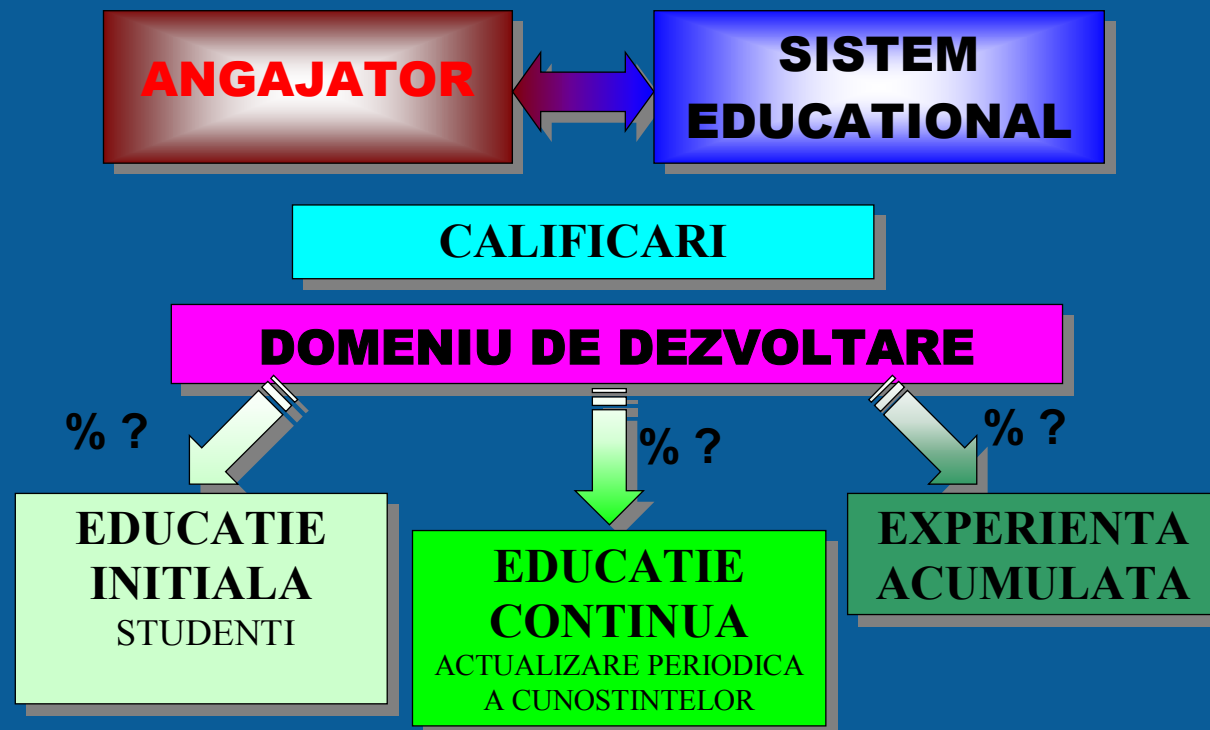 ANGAJATOR
SISTEM
EDUCATIONAL
CALIFICARI
DOMENIU DE DEZVOLTARE
% ?
% ?
% ?
EDUCATIE
INITIALA
STUDENTI
EDUCATIE
CONTINUA
ACTUALIZARE PERIODICA
A CUNOSTINTELOR
EXPERIENTA
ACUMULATA